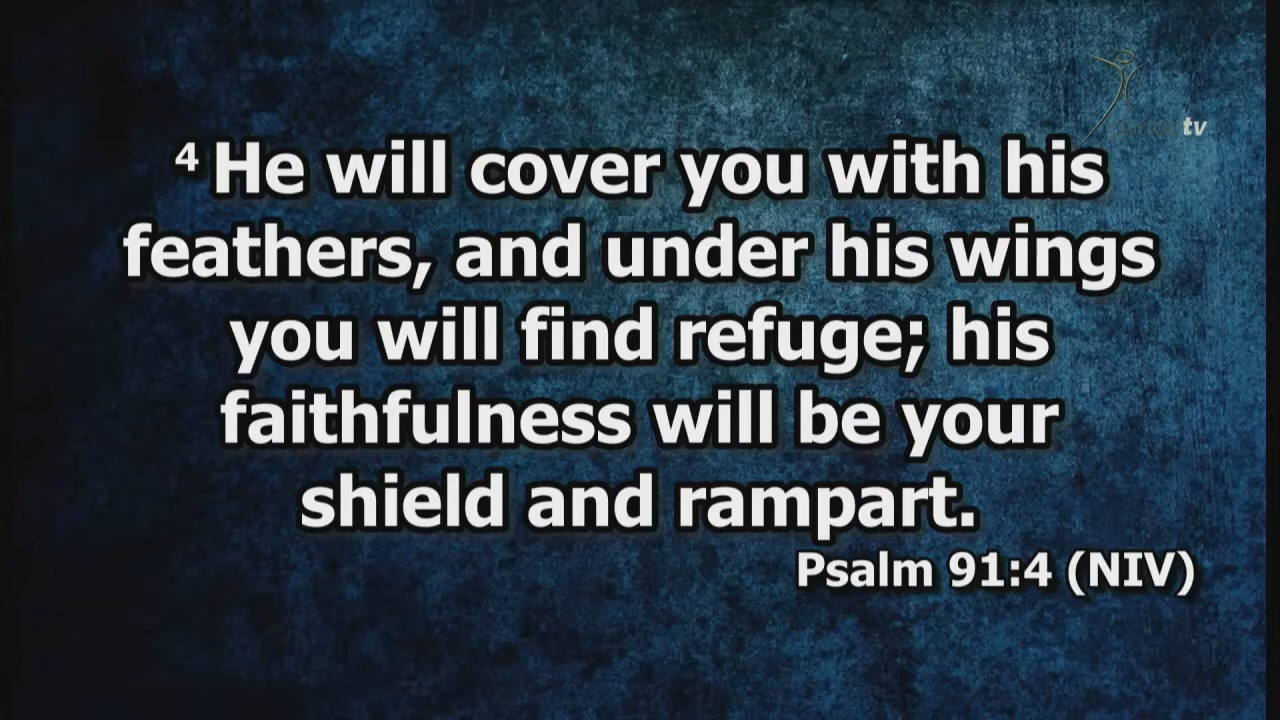 ⁴ He will cover you with his
feathers, and under his wings
you will find refuge; his
faithfulness will be your
shield and rampart.
Psalm 91:4 (NIV)
tv